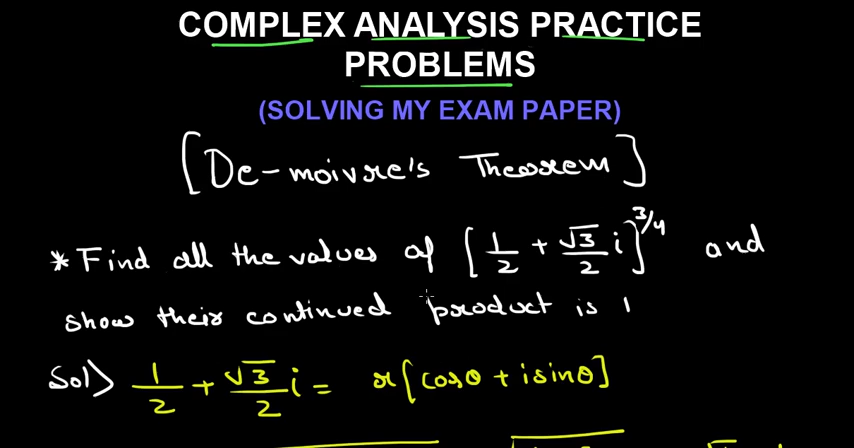 COMPLEX ANALYSIS PRACTICE
PROBLEMS
(SOLVING MY EXAM PAPER)
[De-moivre's Theorem]
* Find all the values of [1/2 + √3/2 i]^3/4 and
show their continued product is 1
Sol> 1/2 + √3/2 i = r[cosθ + isinθ]